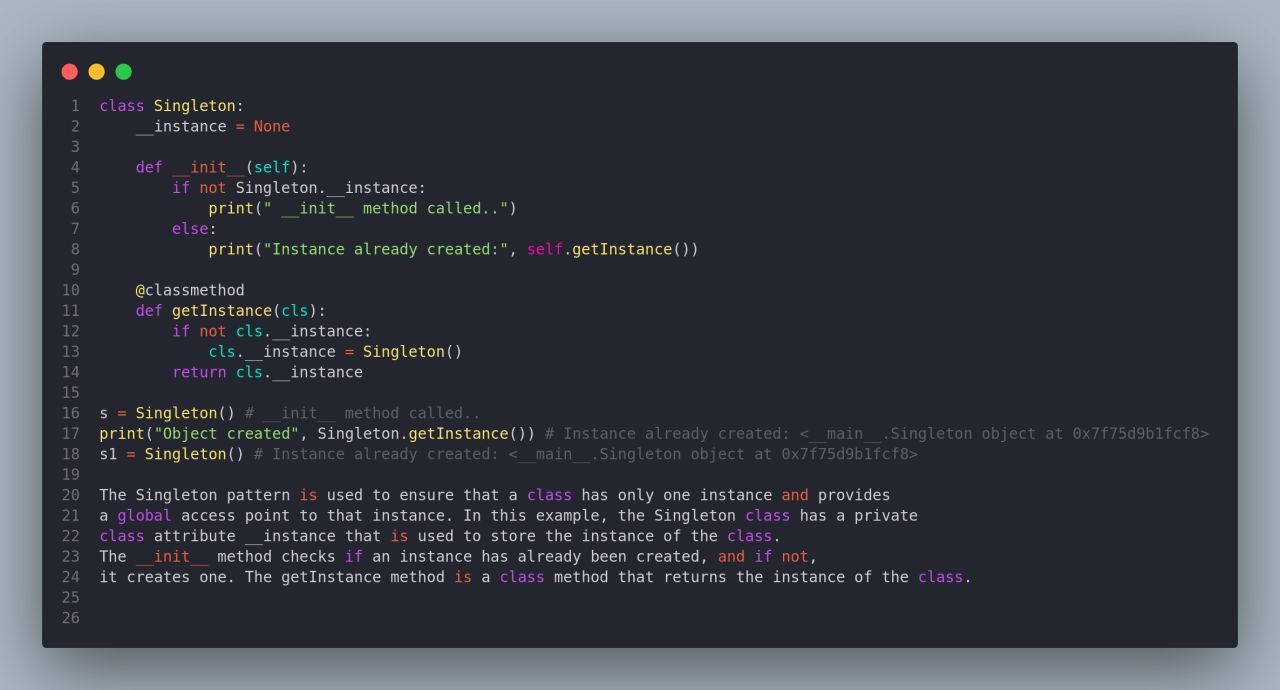 1 class Singleton:
2     __instance = None
3
4     def __init__(self):
5         if not Singleton.__instance:
6             print(" __init__ method called..")
7         else:
8             print("Instance already created:", self.getInstance())
9
10     @classmethod
11     def getInstance(cls):
12         if not cls.__instance:
13             cls.__instance = Singleton()
14         return cls.__instance
15
16 s = Singleton() # __init__ method called..
17 print("Object created", Singleton.getInstance()) # Instance already created: <__main__.Singleton object at 0x7f75d9b1fcf8>
18 s1 = Singleton() # Instance already created: <__main__.Singleton object at 0x7f75d9b1fcf8>
19
20 The Singleton pattern is used to ensure that a class has only one instance and provides
21 a global access point to that instance. In this example, the Singleton class has a private
22 class attribute __instance that is used to store the instance of the class.
23 The __init__ method checks if an instance has already been created, and if not,
24 it creates one. The getInstance method is a class method that returns the instance of the class.
25
26